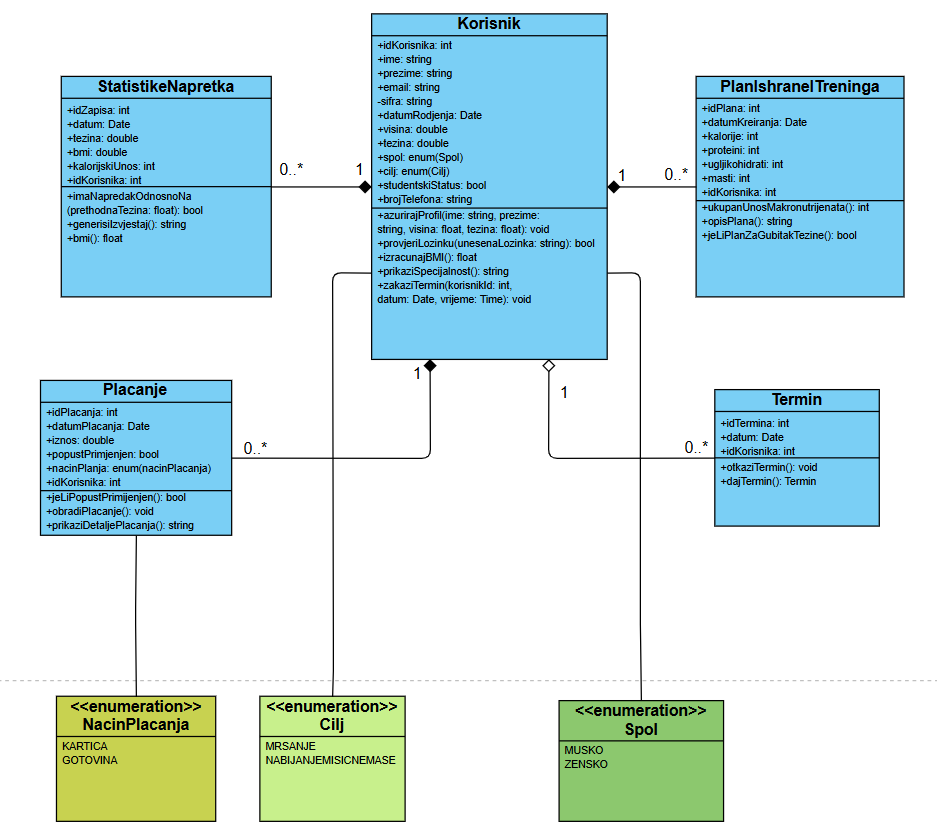 Korisnik
+idKorisnika: int
+ime: string
+prezime: string
+email: string
-sifra: string
+datumRodjenja: Date
+visina: double
+tezina: double
+spol: enum(Spol)
+cilj: enum(Cilj)
+studentskiStatus: bool
+brojTelefona: string
+azurirajProfil(ime: string, prezime:
string, visina: float, tezina: float): void
+provjeriLozinku(unesenaLozinka: string): bool
+izracunajBMI(): float
+prikaziSpecijalnost(): string
+zakaziTermin(korisnikId: int,
datum: Date, vrijeme: Time): void
StatistikeNapretka
+idZapisa: int
+datum: Date
+tezina: double
+bmi: double
+kalorijskiUnos: int
+idKorisnika: int
+imaNapredakOdnosnoNa
(prethodnaTezina: float): bool
+generisiIzvjestaj(): string
+bmi(): float
0..*
1
PlanIshraneITreninga
+idPlana: int
+datumKreiranja: Date
+kalorije: int
+proteini: int
+ugljikohidrati: int
+masti: int
+idKorisnika: int
+ukupanUnosMakronutrijenata(): int
+opisPlana(): string
+jeLiPlanZaGubitakTezine(): bool
1
0..*
Placanje
+idPlacanja: int
+datumPlacanja: Date
+iznos: double
+popustPrimjenjen: bool
+nacinPlanja: enum(nacinPlacanja)
+idKorisnika: int
+jeLiPopustPrimijenjen(): bool
+obradiPlacanje(): void
+prikaziDetaljePlacanja(): string
1
0..*
1
0..*
Termin
+idTermina: int
+datum: Date
+idKorisnika: int
+otkaziTermin(): void
+dajTermin(): Termin
<<enumeration>>
NacinPlacanja
KARTICA
GOTOVINA
<<enumeration>>
Cilj
MRSANJE
NABIJANJEMISICNEMASE
<<enumeration>>
Spol
MUSKO
ZENSKO